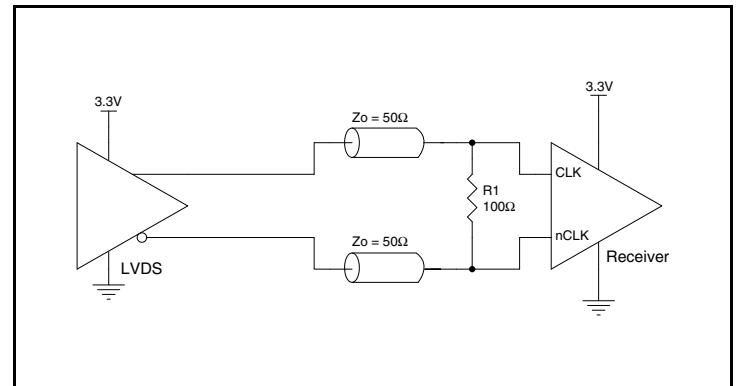 3.3V
LVDS
Zo = 50Ω
Zo = 50Ω
R1
100Ω
3.3V
CLK
nCLK
Receiver